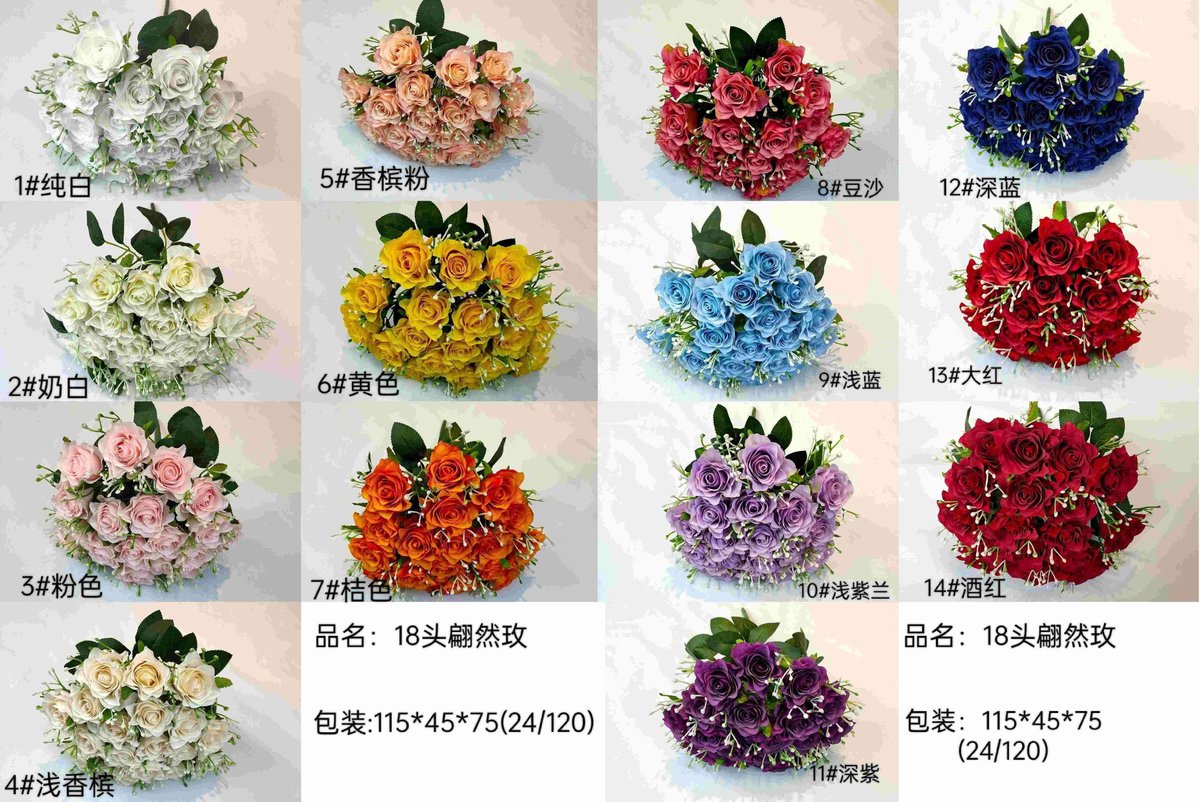 1#纯白
5#香槟粉
8#豆沙
12#深蓝
2#奶白
6#黄色
9#浅蓝
13#大红
3#粉色
7#桔色
10#浅紫兰
14#酒红
4#浅香槟
品名：18头翩然玫
包装:115*45*75(24/120)
11#深紫
品名：18头翩然玫
包装：115*45*75
(24/120)